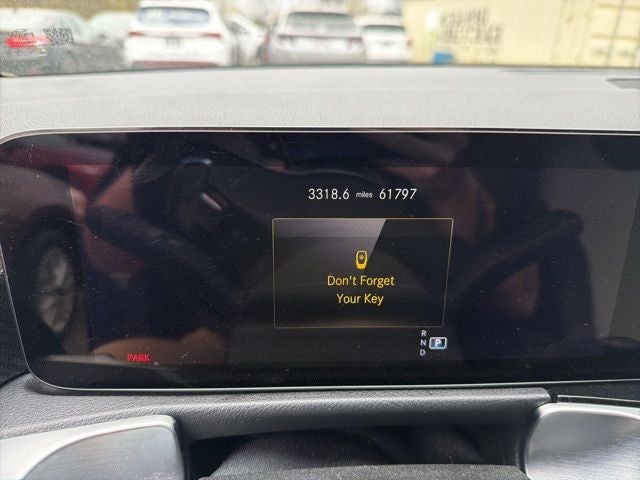 3318.6 miles 61797
Don't Forget
Your Key
R
N P
D
PARK